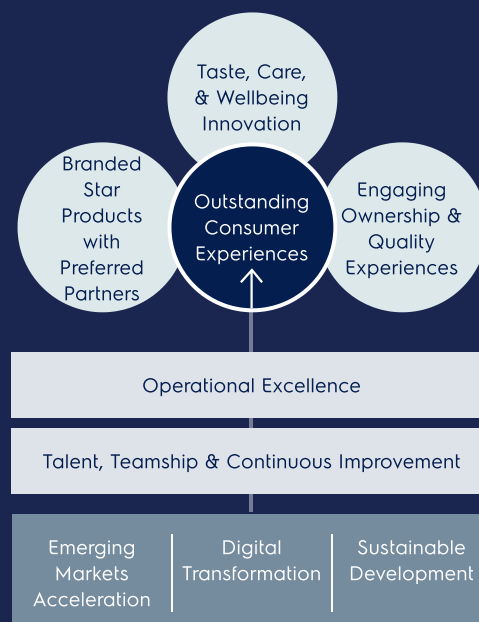 Taste, Care,
& Wellbeing
Innovation
Branded
Star
Products
with
Preferred
Partners
Outstanding
Consumer
Experiences
Engaging
Ownership &
Quality
Experiences
Operational Excellence
Talent, Teamship & Continuous Improvement
Emerging
Markets
Acceleration
Digital
Transformation
Sustainable
Development